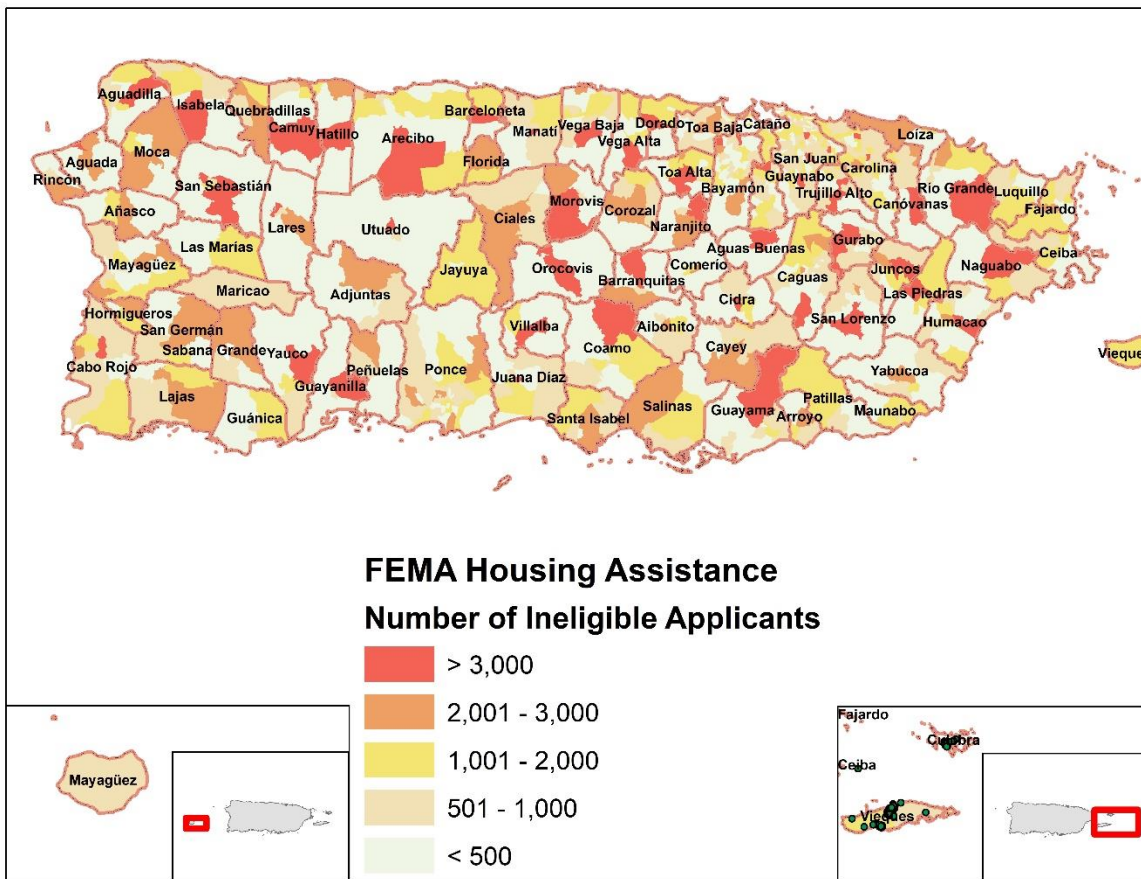 Aguadilla
Isabela
Quebradillas
Camuy
Hatillo
Arecibo
Barceloneta
Manatí
Vega Baja
Vega Alta
Dorado
Toa Baja
Cataño
Loíza
Aguada
Moca
Rincón
San Sebastián
Florida
Toa Alta
Bayamón
San Juan
Guaynabo
Carolina
Trujillo Alto
Canóvanas
Río Grande
Luquillo
Fajardo
Añasco
Lares
Utuado
Ciales
Morovis
Corozal
Naranjito
Las Marías
Mayagüez
Maricao
Adjuntas
Jayuya
Orocovis
Barranquitas
Comerío
Aguas Buenas
Gurabo
Caguas
Juncos
Las Piedras
Naguabo
Ceiba
Hormigueros
San Germán
Sabana Grande
Yauco
Cabo Rojo
Lajas
Guánica
Guayanilla
Peñuelas
Ponce
Villalba
Juana Díaz
Coamo
Aibonito
Cidra
Cayey
San Lorenzo
Humacao
Yabucoa
Santa Isabel
Salinas
Guayama
Arroyo
Patillas
Maunabo
Vieque
FEMA Housing Assistance
Number of Ineligible Applicants
> 3,000
2,001 - 3,000
1,001 - 2,000
501 - 1,000
< 500
Mayagüez
Fajardo
Ceiba
Vieques